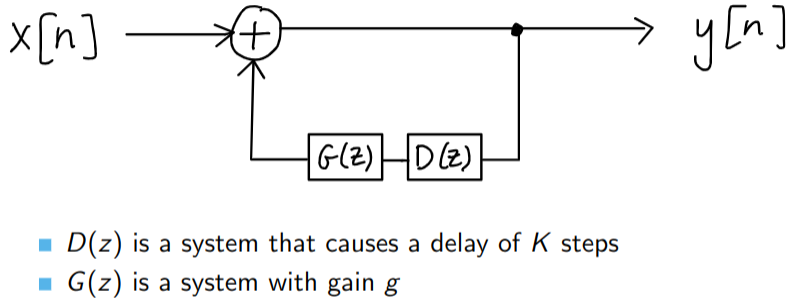 x[n] + y[n]
G(z) D(z)
D(z) is a system that causes a delay of K steps
G(z) is a system with gain g